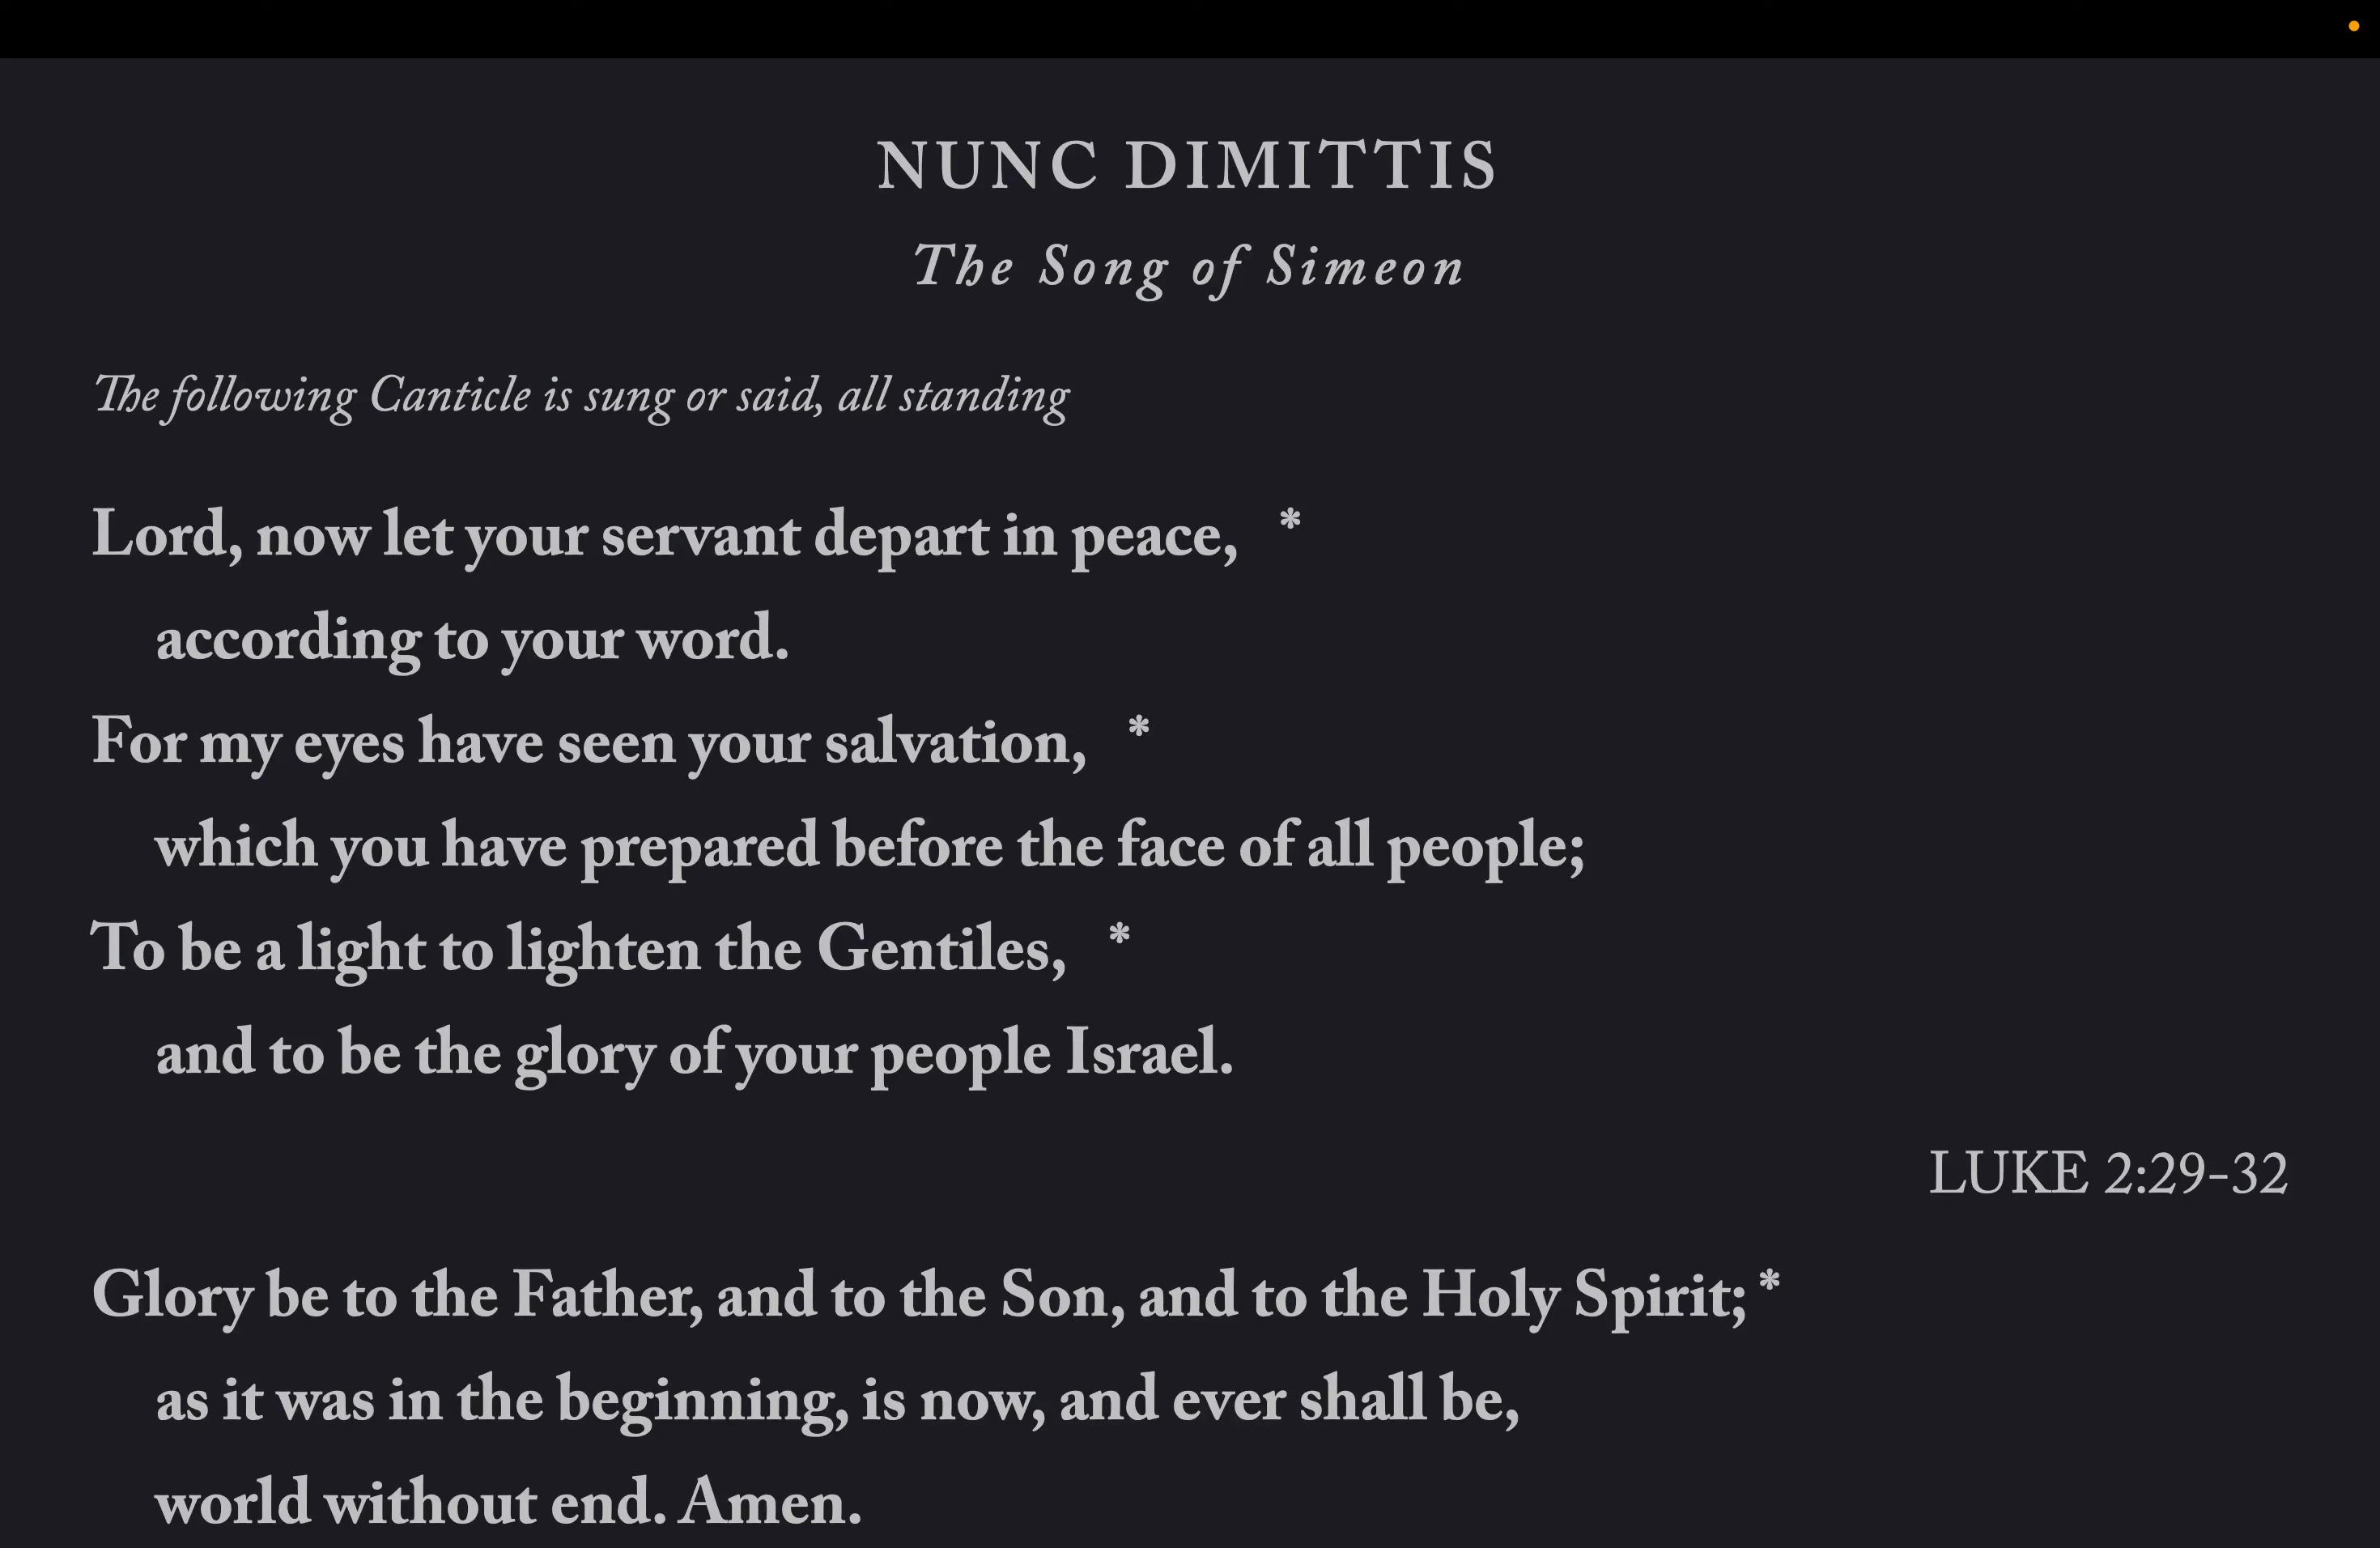 NUNC DIMITTIS
The Song of Simeon
The following Canticle is sung or said, all standing
Lord, now let your servant depart in peace, *
according to your word.
For my eyes have seen your salvation, *
which you have prepared before the face of all people;
To be a light to lighten the Gentiles, *
and to be the glory of your people Israel.
LUKE 2:29-32
Glory be to the Father, and to the Son, and to the Holy Spirit; *
as it was in the beginning, is now, and ever shall be,
world without end. Amen.